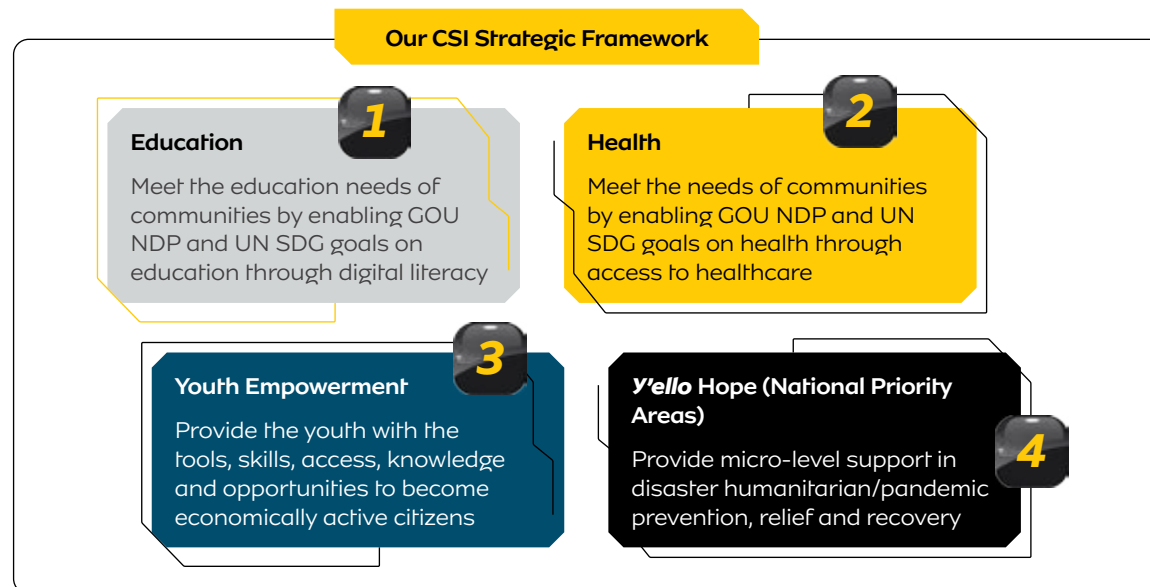 Our CSI Strategic Framework
1
Education
Meet the education needs of
communities by enabling GOU
NDP and UN SDG goals on
education through digital literacy
2
Health
Meet the needs of communities
by enabling GOU NDP and UN
SDG goals on health through
access to healthcare
3
Youth Empowerment
Provide the youth with the
tools, skills, access, knowledge
and opportunities to become
economically active citizens
4
Y'ello Hope (National Priority
Areas)
Provide micro-level support in
disaster humanitarian/pandemic
prevention, relief and recovery